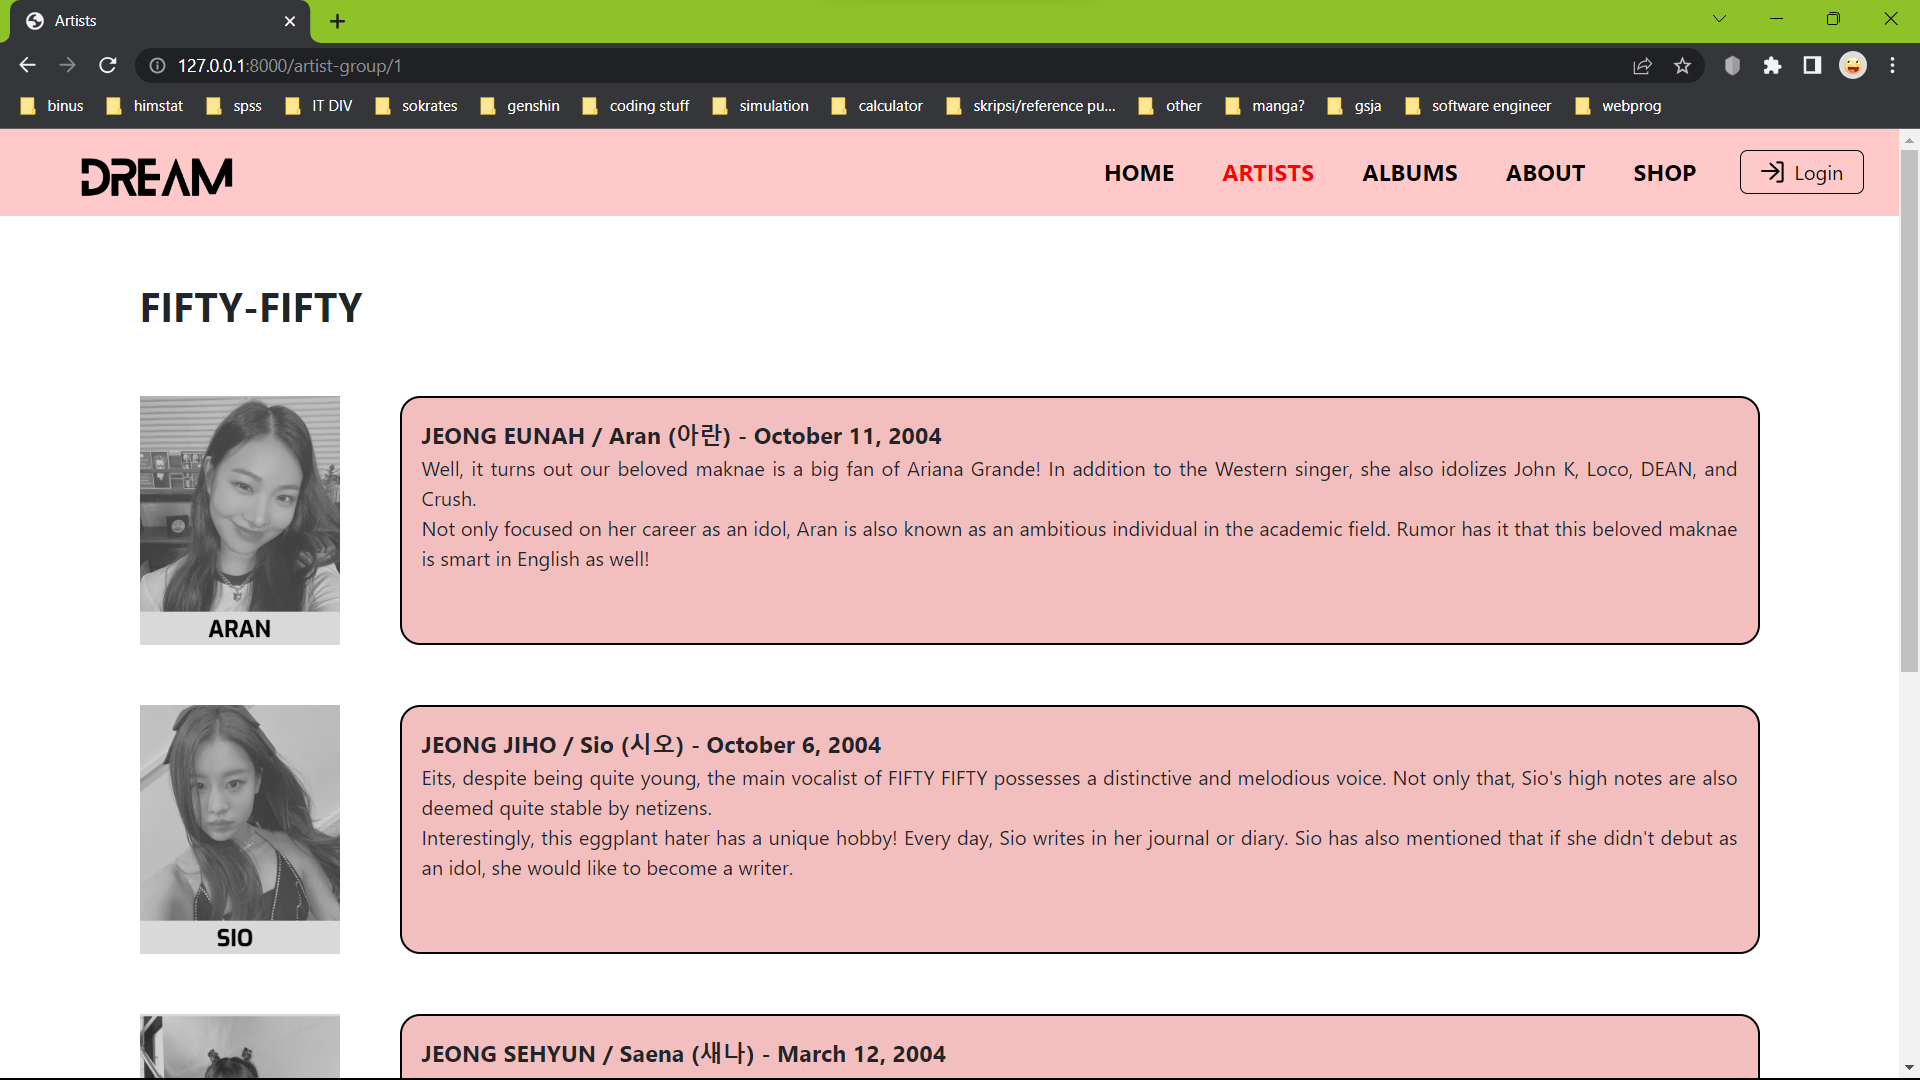 Artists
127.0.0.1:8000/artist-group/1
binus himstat spss IT DIV sokrates genshin coding stuff simulation calculator skripsi/reference pu... other manga? gsja software engineer webprog
DREAM
HOME ARTISTS ALBUMS ABOUT SHOP Login
FIFTY-FIFTY
JEONG EUNAH / Aran (아란) - October 11, 2004
Well, it turns out our beloved maknae is a big fan of Ariana Grande! In addition to the Western singer, she also idolizes John K, Loco, DEAN, and
Crush.
Not only focused on her career as an idol, Aran is also known as an ambitious individual in the academic field. Rumor has it that this beloved maknae
is smart in English as well!
ARAN
JEONG JIHO / Sio (시오) - October 6, 2004
Eits, despite being quite young, the main vocalist of FIFTY FIFTY possesses a distinctive and melodious voice. Not only that, Sio's high notes are also
deemed quite stable by netizens.
Interestingly, this eggplant hater has a unique hobby! Every day, Sio writes in her journal or diary. Sio has also mentioned that if she didn't debut as
an idol, she would like to become a writer.
SIO
JEONG SEHYUN / Saena (새나) - March 12, 2004